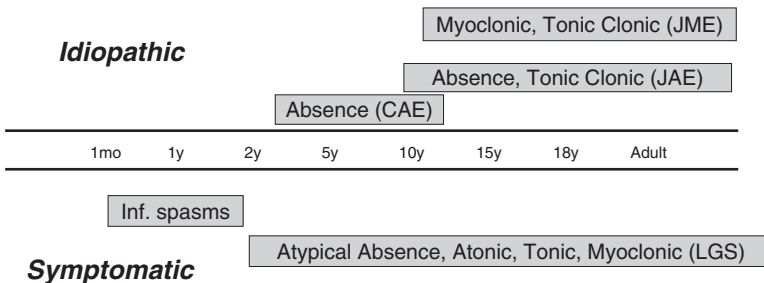 Myoclonic, Tonic Clonic (JME)
Idiopathic
Absence, Tonic Clonic (JAE)
Absence (CAE)
1mo 1y 2y 5y 10y 15y 18y Adult
Inf. spasms
Atypical Absence, Atonic, Tonic, Myoclonic (LGS)
Symptomatic